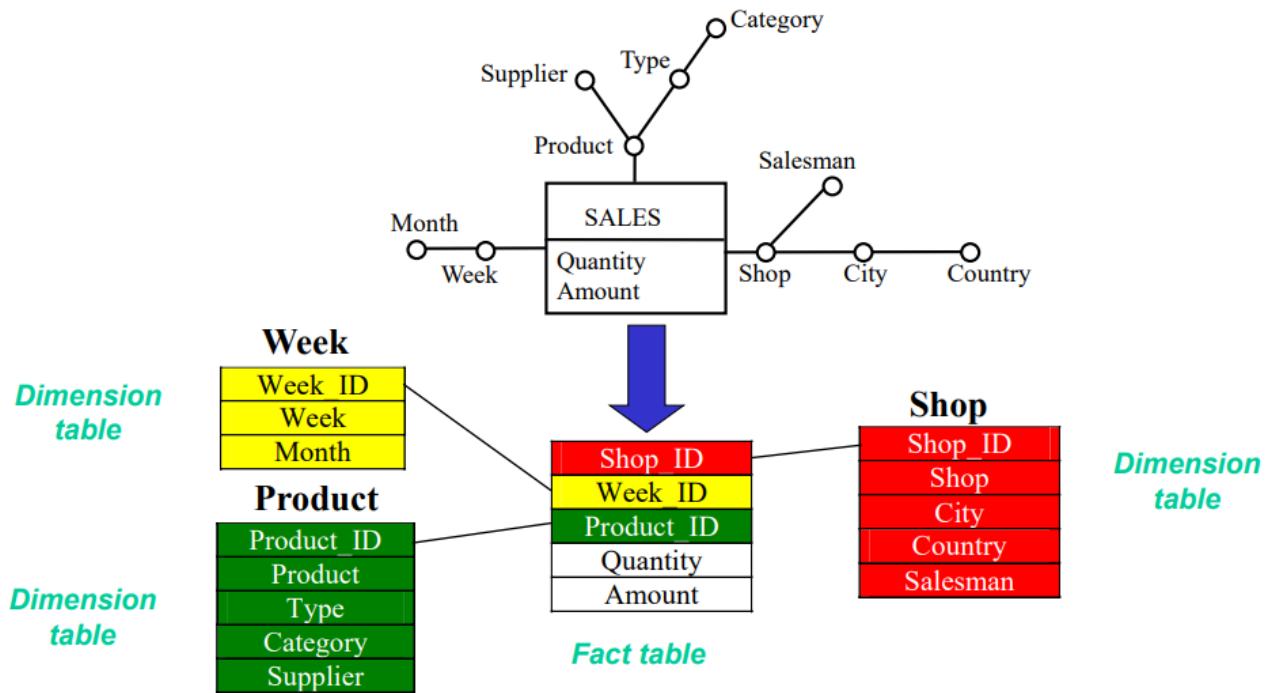 Category
Type
Supplier
Product
Salesman
SALES
Month
Week
Quantity
Amount
Shop
City
Country
Week
Week_ID
Week
Month
Dimension
table
Product
Product_ID
Product
Type
Category
Supplier
Dimension
table
Shop_ID
Week_ID
Product_ID
Quantity
Amount
Fact table
Shop
Shop_ID
Shop
City
Country
Salesman
Dimension
table